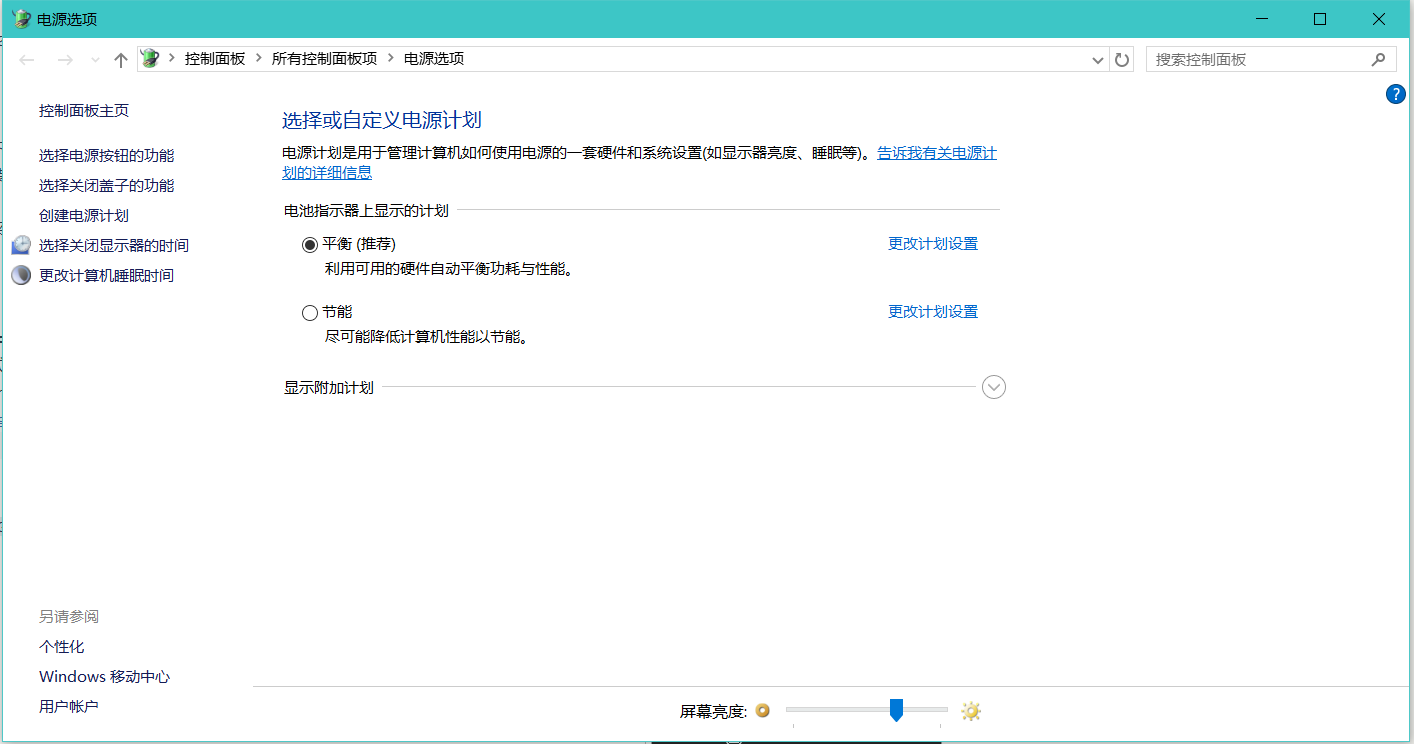 电源选项
控制面板 所有控制面板项 电源选项
搜索控制面板
?
控制面板主页
选择电源按钮的功能
选择关闭盖子的功能
创建电源计划
选择关闭显示器的时间
更改计算机睡眠时间
选择或自定义电源计划
电源计划是用于管理计算机如何使用电源的一套硬件和系统设置(如显示器亮度、睡眠等)。告诉我有关电源计
划的详细信息
电池指示器上显示的计划
平衡 (推荐) 更改计划设置
利用可用的硬件自动平衡功耗与性能。
节能 更改计划设置
尽可能降低计算机性能以节能。
显示附加计划
另请参阅
个性化
Windows 移动中心
用户帐户
屏幕亮度: